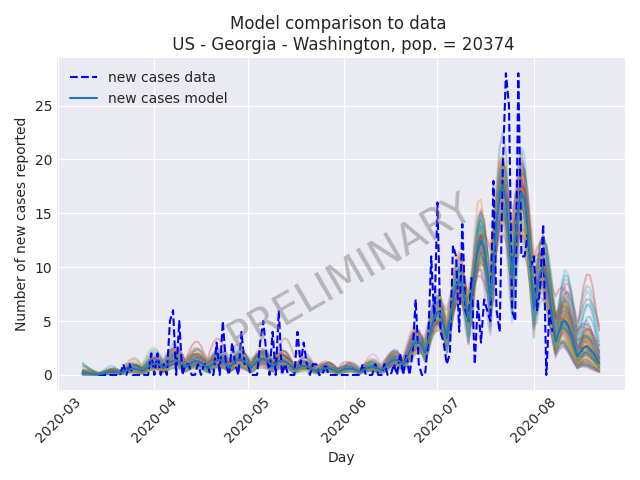 Model comparison to data
US - Georgia - Washington, pop. = 20374
new cases data
new cases model
Number of new cases reported
25
20
15
10
5
0
PRELIMINARY
2020-03
2020-04
2020-05
2020-06
2020-07
2020-08
Day